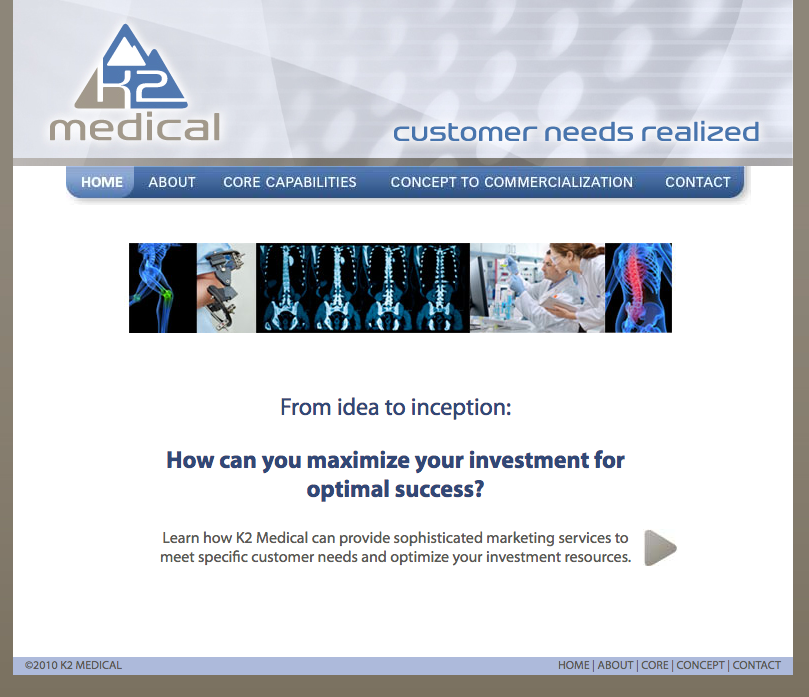 K2
medical
customer needs realized
HOME ABOUT CORE CAPABILITIES CONCEPT TO COMMERCIALIZATION CONTACT
From idea to inception:
How can you maximize your investment for
optimal success?
Learn how K2 Medical can provide sophisticated marketing services to
meet specific customer needs and optimize your investment resources.
©2010 K2 MEDICAL HOME | ABOUT | CORE | CONCEPT | CONTACT